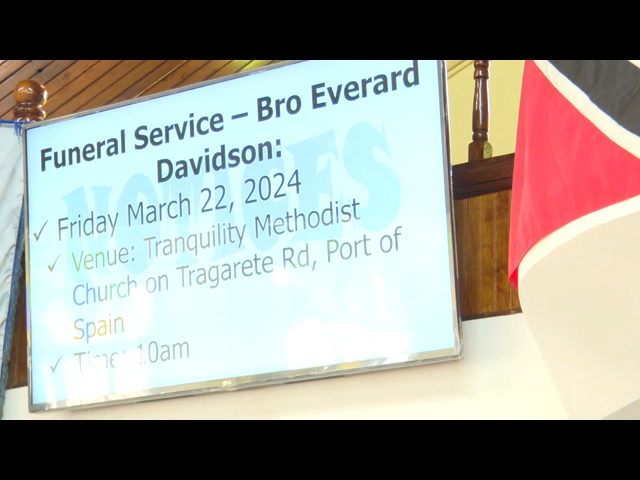 Funeral Service – Bro Everard
Davidson:
✓ Friday March 22, 2024
✓ Venue: Tranquility Methodist
Church on Tragarete Rd, Port of
Spain
✓ Time: 10am
NOTICES